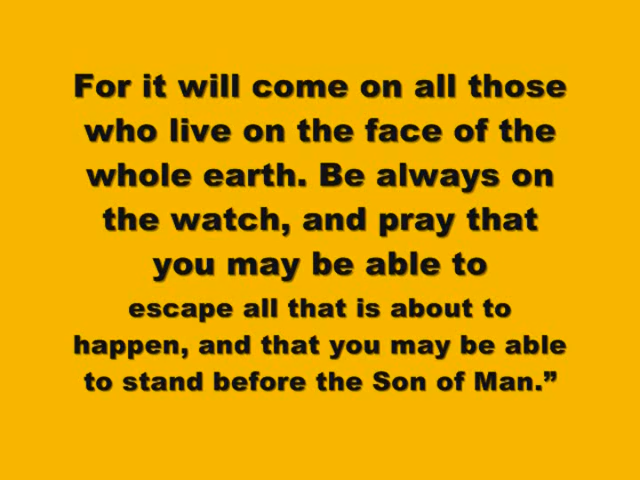 For it will come on all those
who live on the face of the
whole earth. Be always on
the watch, and pray that
you may be able to
escape all that is about to
happen, and that you may be able
to stand before the Son of Man.”